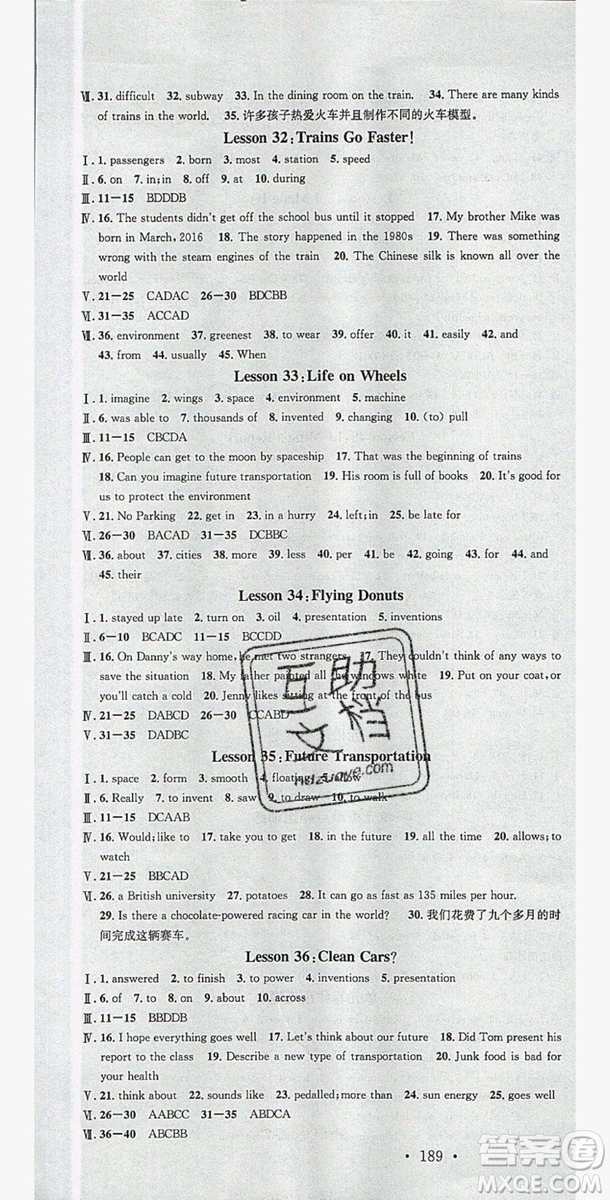 Ⅶ. 31. difficult 32. subway 33. In the dining room on the train. 34. There are many kinds
of trains in the world. 35. 许多孩子热爱火车并且制作不同的火车模型。
Lesson 32: Trains Go Faster!
Ⅰ. 1. passengers 2. born 3. most 4. station 5. speed
Ⅱ. 6. on 7. in; in 8. off 9. at 10. during
Ⅲ. 11—15 BDDDB
Ⅳ. 16. The students didn't get off the school bus until it stopped 17. My brother Mike was
born in March, 2016 18. The story happened in the 1980s 19. There was something
wrong with the steam engines of the train 20. The Chinese silk is known all over the
world
Ⅴ. 21—25 CADAC 26—30 BDCBB
Ⅵ. 31—35 ACCAD
Ⅶ. 36. environment 37. greenest 38. to wear 39. offer 40. it 41. easily 42. and
43. from 44. usually 45. When
Lesson 33: Life on Wheels
Ⅰ. 1. imagine 2. wings 3. space 4. environment 5. machine
Ⅱ. 6. was able to 7. thousands of 8. invented 9. changing 10. (to) pull
Ⅲ. 11—15 CBCDA
Ⅳ. 16. People can get to the moon by spaceship 17. That was the beginning of trains
18. Can you imagine future transportation 19. His room is full of books 20. It's good for
us to protect the environment
Ⅴ. 21. No Parking 22. get in 23. in a hurry 24. left; in 25. be late for
Ⅵ. 26—30 BACAD 31—35 DCBBC
Ⅶ. 36. about 37. cities 38. more 39. less 40. driving 41. but 42. for 43. and 44. and
45. their
Lesson 34: Flying Donuts
Ⅰ. 1. stayed up late 2. turn on 3. oil 4. presentation 5. inventions
Ⅱ. 6—10 BCADC 11—15 BCCDD
Ⅲ. 16. On Danny's way home, he met two strangers 17. They couldn't think of any ways to
save the situation 18. My father painted all the windows white 19. Put on your coat, or
you'll catch a cold 20. Jenny likes sitting at the front of the bus
Ⅳ. 21—25 DABCD 26—30 CCABD
Ⅴ. 31—35 DADBC
Lesson 35: Future Transportation
Ⅰ. 1. space 2. form 3. smooth 4. floating 5. allow
Ⅱ. 6. Really 7. to invent 8. saw 9. to draw 10. to walk
Ⅲ. 11—15 DCAAB
Ⅳ. 16. Would; like to 17. take you to get 18. in the future 19. all the time 20. allows; to
watch
Ⅴ. 21—25 BBCAD
Ⅵ. 26. a British university 27. potatoes 28. It can go as fast as 135 miles per hour.
29. Is there a chocolate-powered racing car in the world? 30. 我们花费了九个多月的时
间完成这辆赛车。
Lesson 36: Clean Cars?
Ⅰ. 1. answered 2. to finish 3. to power 4. inventions 5. presentation
Ⅱ. 6. of 7. to 8. on 9. about 10. across
Ⅲ. 11—15 BBDDB
Ⅳ. 16. I hope everything goes well 17. Let's think about our future 18. Did Tom present his
report to the class 19. Describe a new type of transportation 20. Junk food is bad for
your health
Ⅴ. 21. think about 22. sounds like 23. pedalled; more than 24. sun energy 25. goes well
Ⅵ. 26—30 AABCC 31—35 ABDCA
Ⅶ. 36—40 ABCBB
· 189 ·
互助
文档
答案圈
MXQE.COM